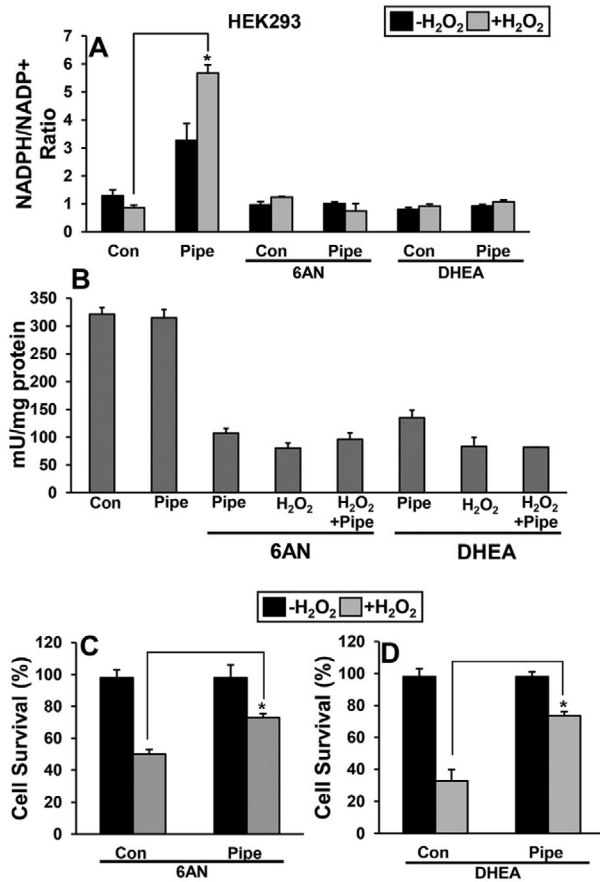 HEK293
-H₂O₂ +H₂O₂
A
NADPH/NADP+
Ratio
7
6
5
4
3
2
1
0
*
Con Pipe Con Pipe Con Pipe
6AN DHEA
B
mU/mg protein
350
300
250
200
150
100
50
0
Con Pipe Pipe H₂O₂ H₂O₂ Pipe H₂O₂ H₂O₂
+Pipe +Pipe
6AN DHEA
-H₂O₂ +H₂O₂
C
Cell Survival (%)
120
100
80
60
40
20
0
*
Con Pipe
6AN
D
Cell Survival (%)
120
100
80
60
40
20
0
*
Con Pipe
DHEA